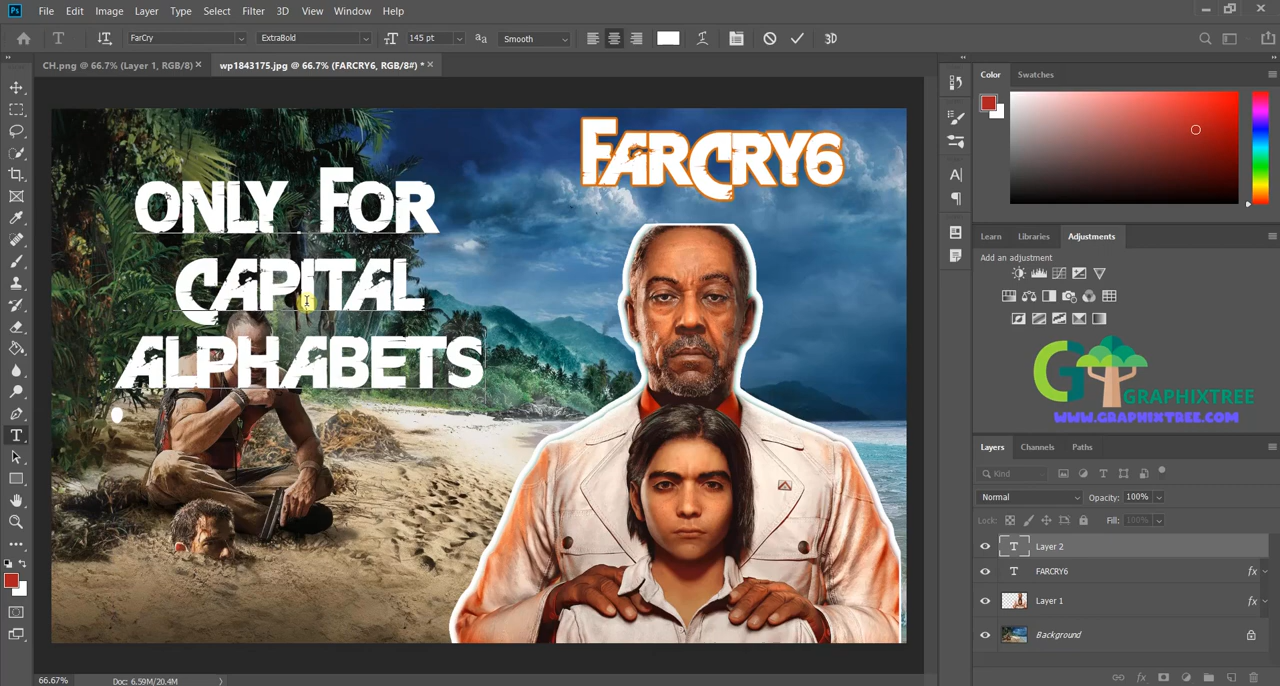 Ps File Edit Image Layer Type Select Filter 3D View Window Help
FarCry ExtraBold 145 pt Smooth 3D
CH.png @ 66.7% (Layer 1, RGB/8) wp1843175.jpg @ 66.7% (FARCRY6, RGB/8#) *
FARCRY6
ONLY FOR
CAPITAL
ALPHABETS
Color Swatches
Learn Libraries Adjustments
Add an adjustment
GRAPHIXTREE
WWW.GRAPHIXTREE.COM
Layers Channels Paths
Kind
Normal Opacity: 100%
Lock: Fill: 100%
Layer 2
FARCRY6 fx
Layer 1 fx
Background
66.67% Doc: 6.59M/20.4M